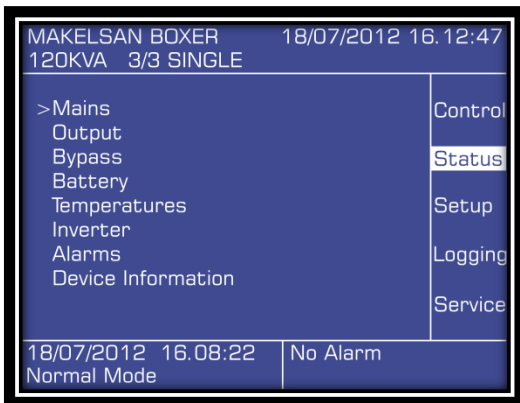 MAKELSAN BOXER 18/07/2012 16.12:47
120KVA 3/3 SINGLE
>Mains
Output
Bypass
Battery
Temperatures
Inverter
Alarms
Device Information
Control
Status
Setup
Logging
Service
18/07/2012 16.08:22
Normal Mode
No Alarm